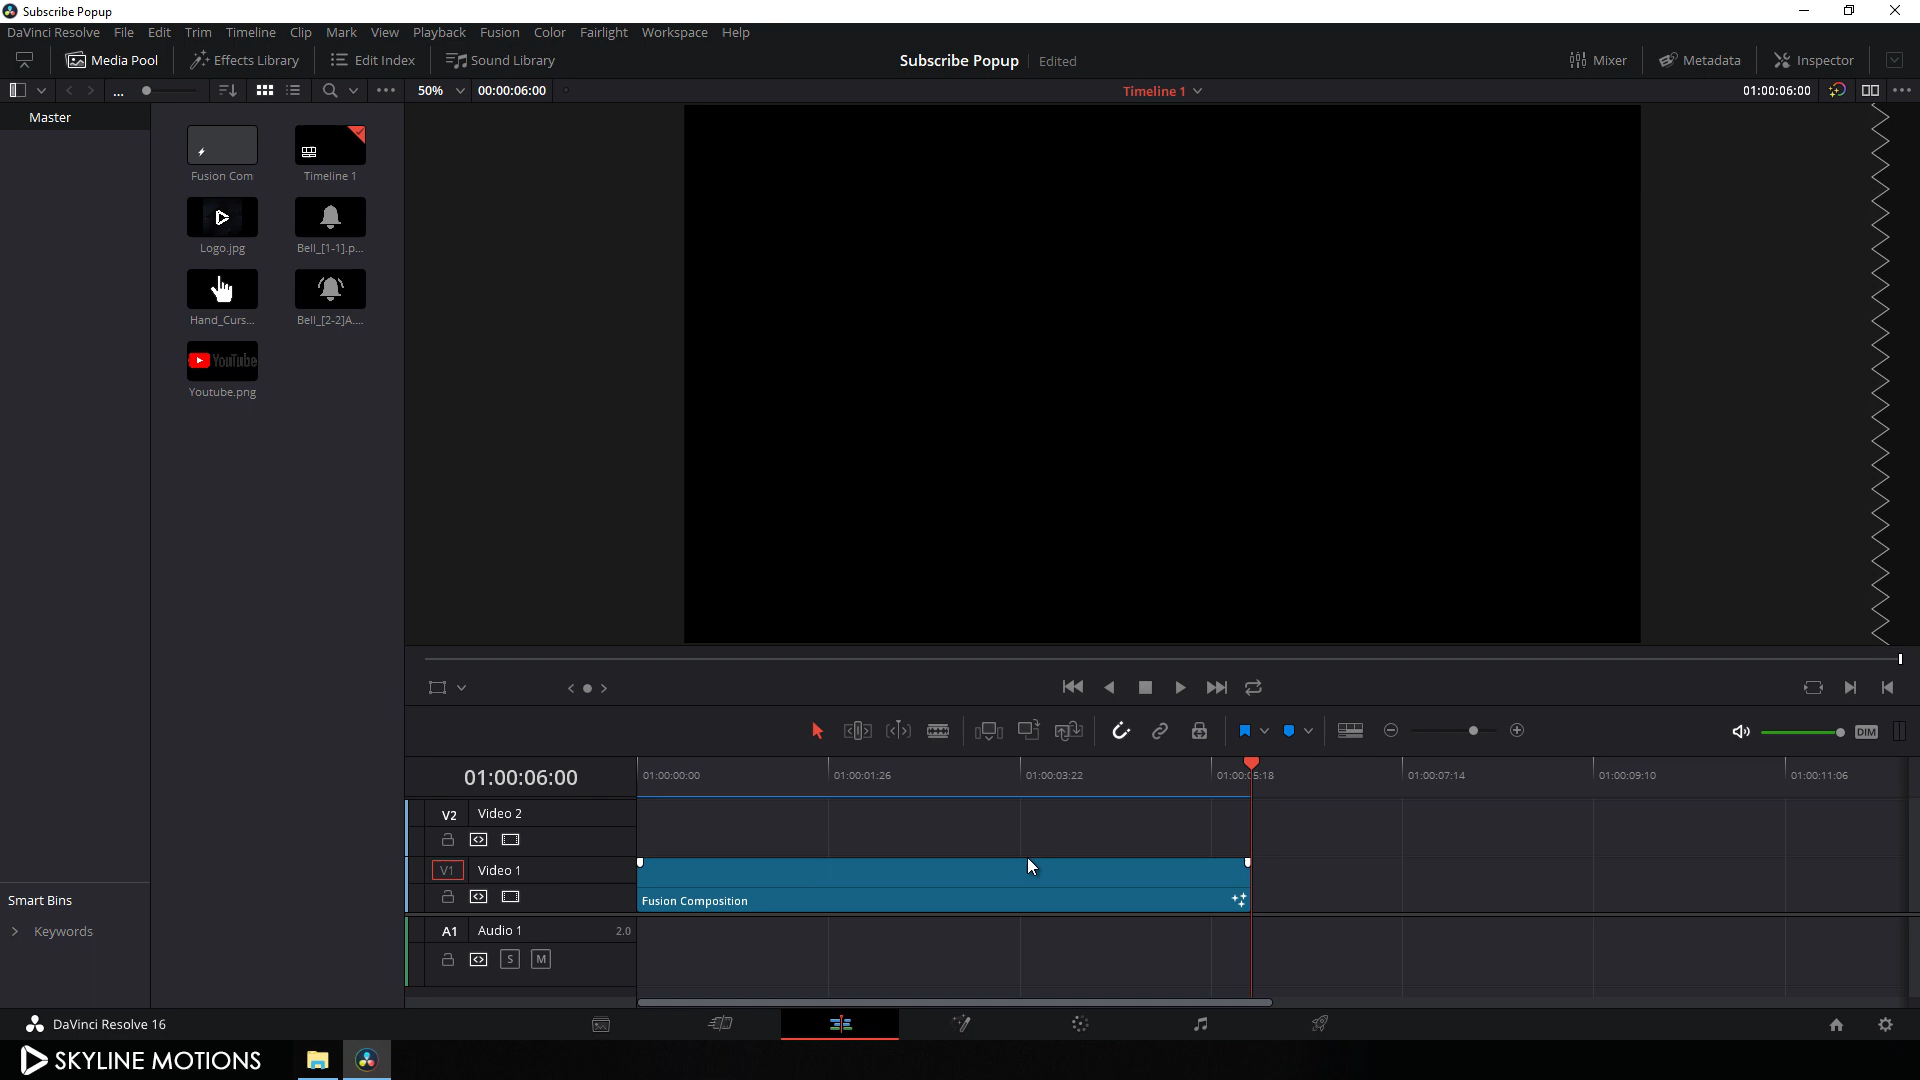 Subscribe Popup
DaVinci Resolve File Edit Trim Timeline Clip Mark View Playback Fusion Color Fairlight Workspace Help
Media Pool Effects Library Edit Index Sound Library Subscribe Popup Edited Mixer Metadata Inspector
... 50% 00:00:06:00 Timeline 1 01:00:06:00
Master
Fusion Com Timeline 1
Logo.jpg Bell_[1-1].p...
Hand_Curs... Bell_[2-2]A....
YouTube
Youtube.png
DIM
01:00:06:00 01:00:00:00 01:00:01:26 01:00:03:22 01:00:05:18 01:00:07:14 01:00:09:10 01:00:11:06
V2 Video 2
V1 Video 1
Fusion Composition
Smart Bins
Keywords
A1 Audio 1 2.0
S M
DaVinci Resolve 16
SKYLINE MOTIONS